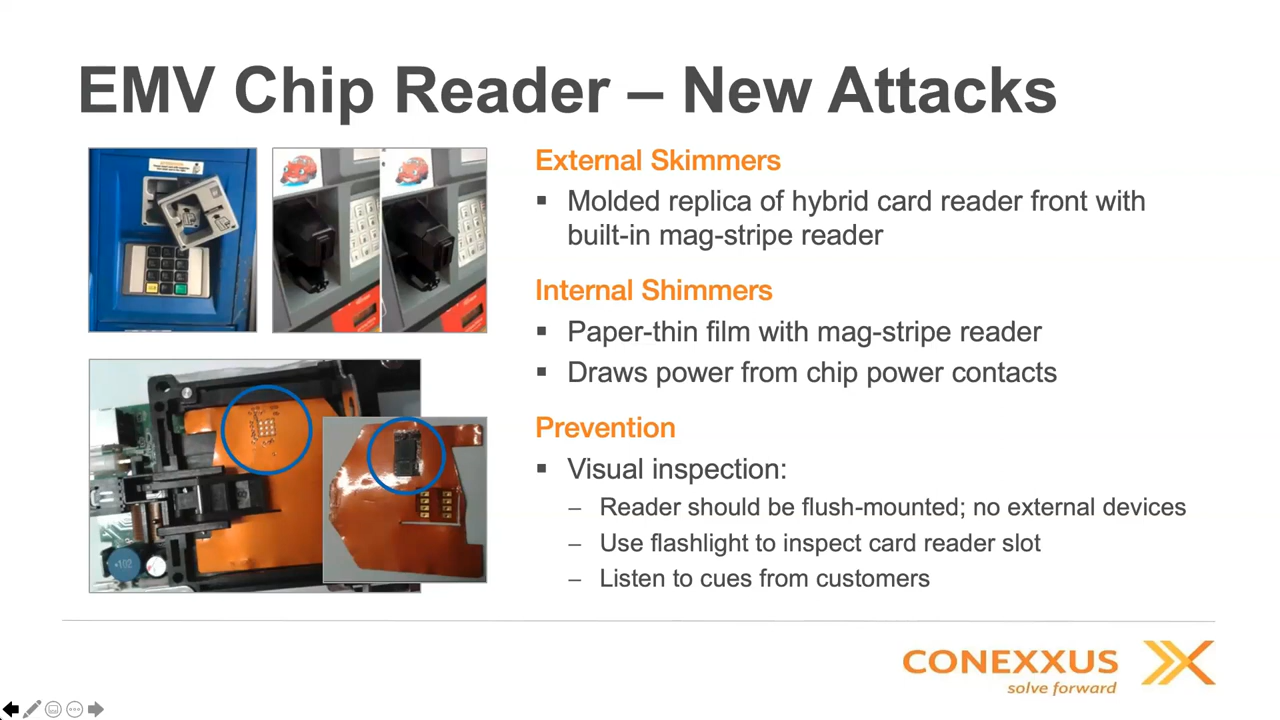 EMV Chip Reader – New Attacks
External Skimmers
▪ Molded replica of hybrid card reader front with
built-in mag-stripe reader
Internal Shimmers
▪ Paper-thin film with mag-stripe reader
▪ Draws power from chip power contacts
Prevention
▪ Visual inspection:
– Reader should be flush-mounted; no external devices
– Use flashlight to inspect card reader slot
– Listen to cues from customers
CONEXXUS
solve forward